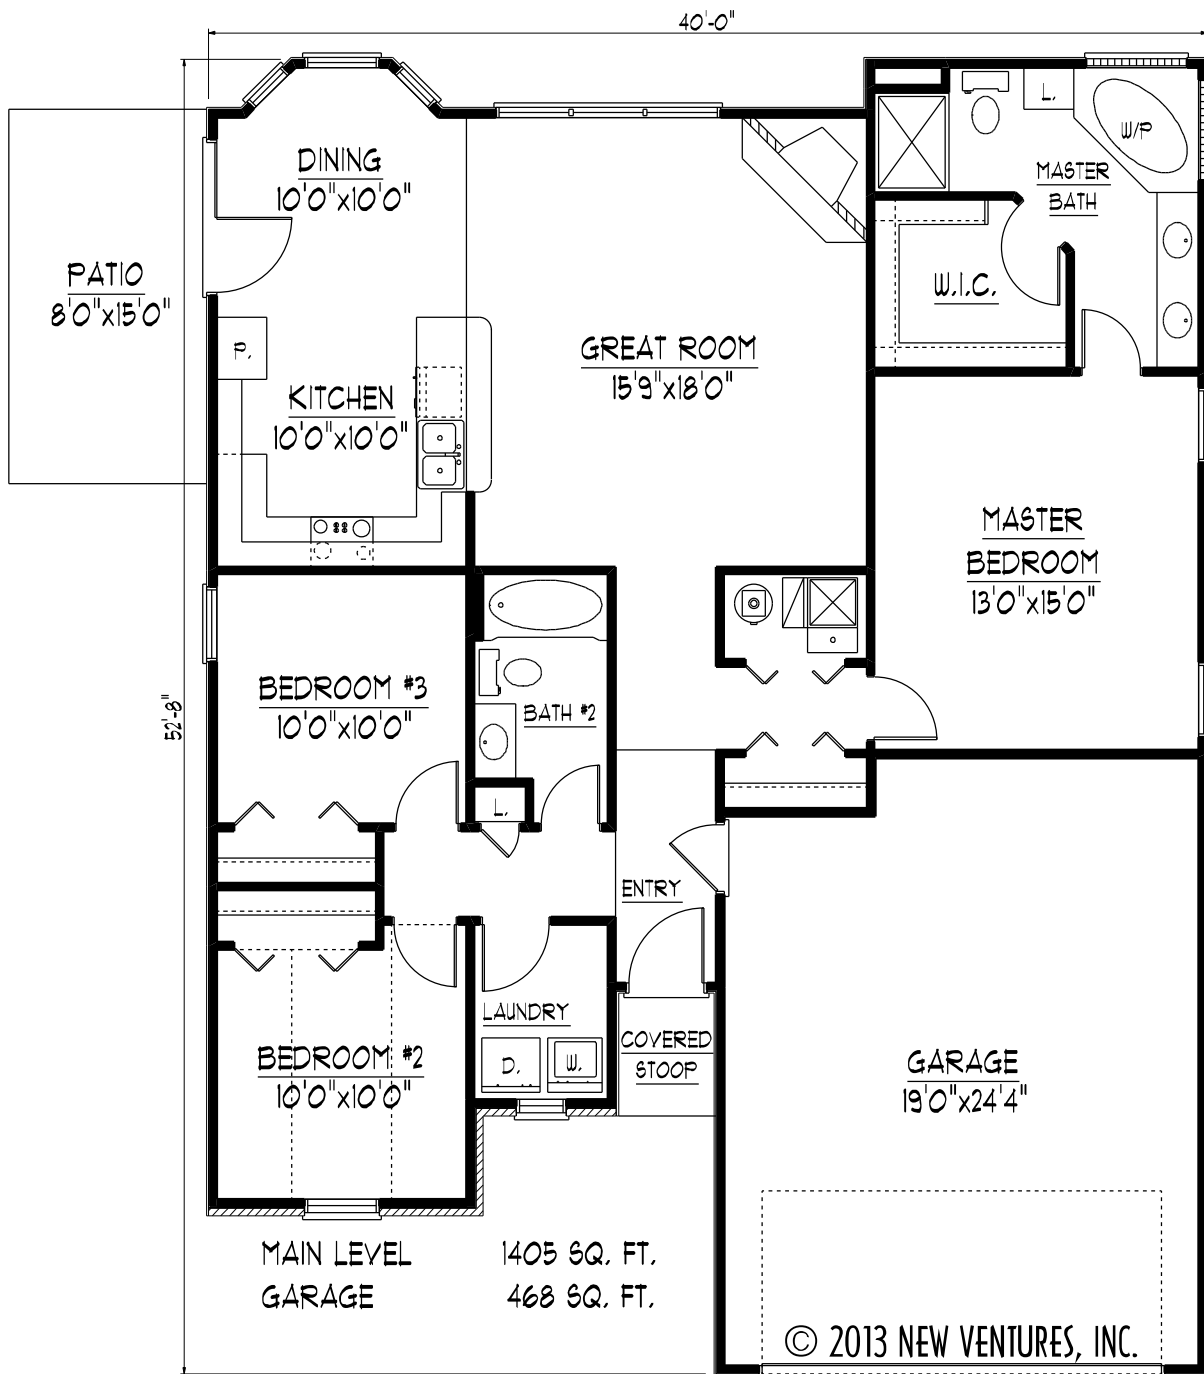 40'-0"
DINING
10'0"x10'0"
L.
W/P
MASTER
BATH
PATIO
8'0"x15'0"
W.I.C.
P.
GREAT ROOM
15'9"x18'0"
KITCHEN
10'0"x10'0"
MASTER
BEDROOM
13'0"x15'0"
52'-8"
BEDROOM #3
10'0"x10'0"
BATH #2
L.
ENTRY
LAUNDRY
D.
W.
COVERED
STOOP
BEDROOM #2
10'0"x10'0"
GARAGE
19'0"x24'4"
MAIN LEVEL 1405 SQ. FT.
GARAGE 468 SQ. FT.
© 2013 NEW VENTURES, INC.